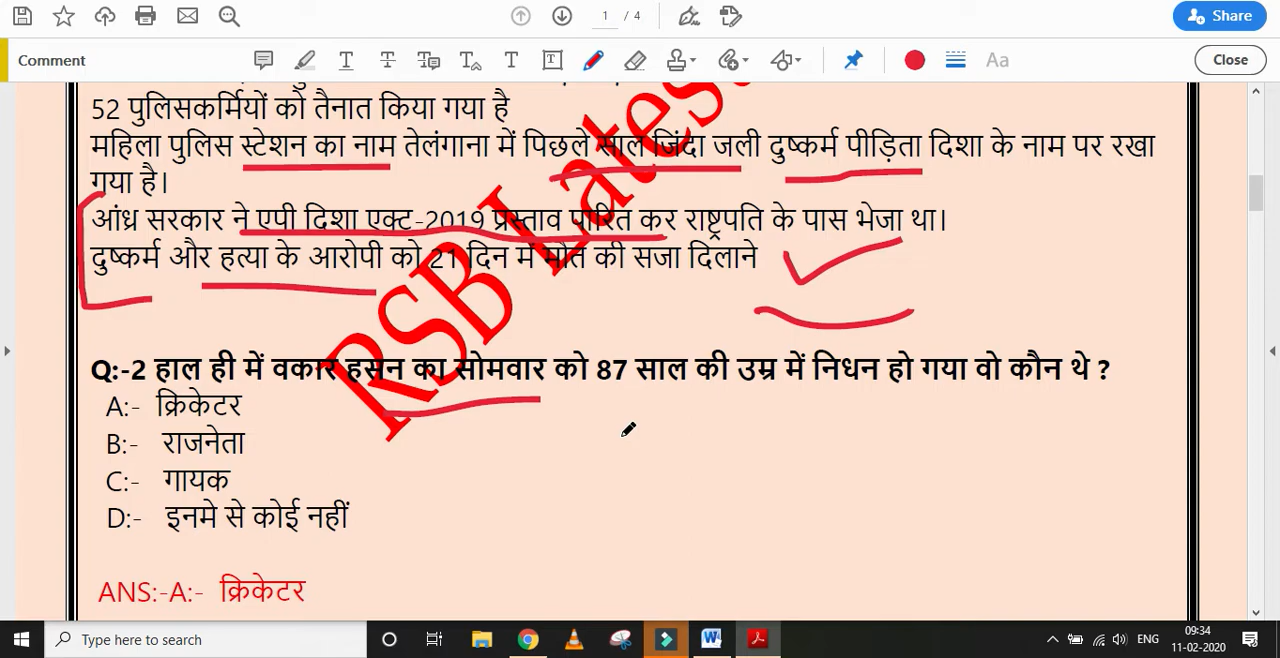 1 / 4
Share
Comment
Aa
Close
52 पुलिसकर्मियों को तैनात किया गया है
महिला पुलिस स्टेशन का नाम तेलंगाना में पिछले साल जिंदा जली दुष्कर्म पीड़िता दिशा के नाम पर रखा
गया है।
आंध्र सरकार ने एपी दिशा एक्ट-2019 प्रस्ताव पारित कर राष्ट्रपति के पास भेजा था।
दुष्कर्म और हत्या के आरोपी को 21 दिन में मौत की सजा दिलाने
Q:-2 हाल ही में वकार हसन का सोमवार को 87 साल की उम्र में निधन हो गया वो कौन थे ?
A:- क्रिकेटर
B:- राजनेता
C:- गायक
D:- इनमे से कोई नहीं
ANS:-A:- क्रिकेटर
RSB Latest
Type here to search
ENG
09:34
11-02-2020